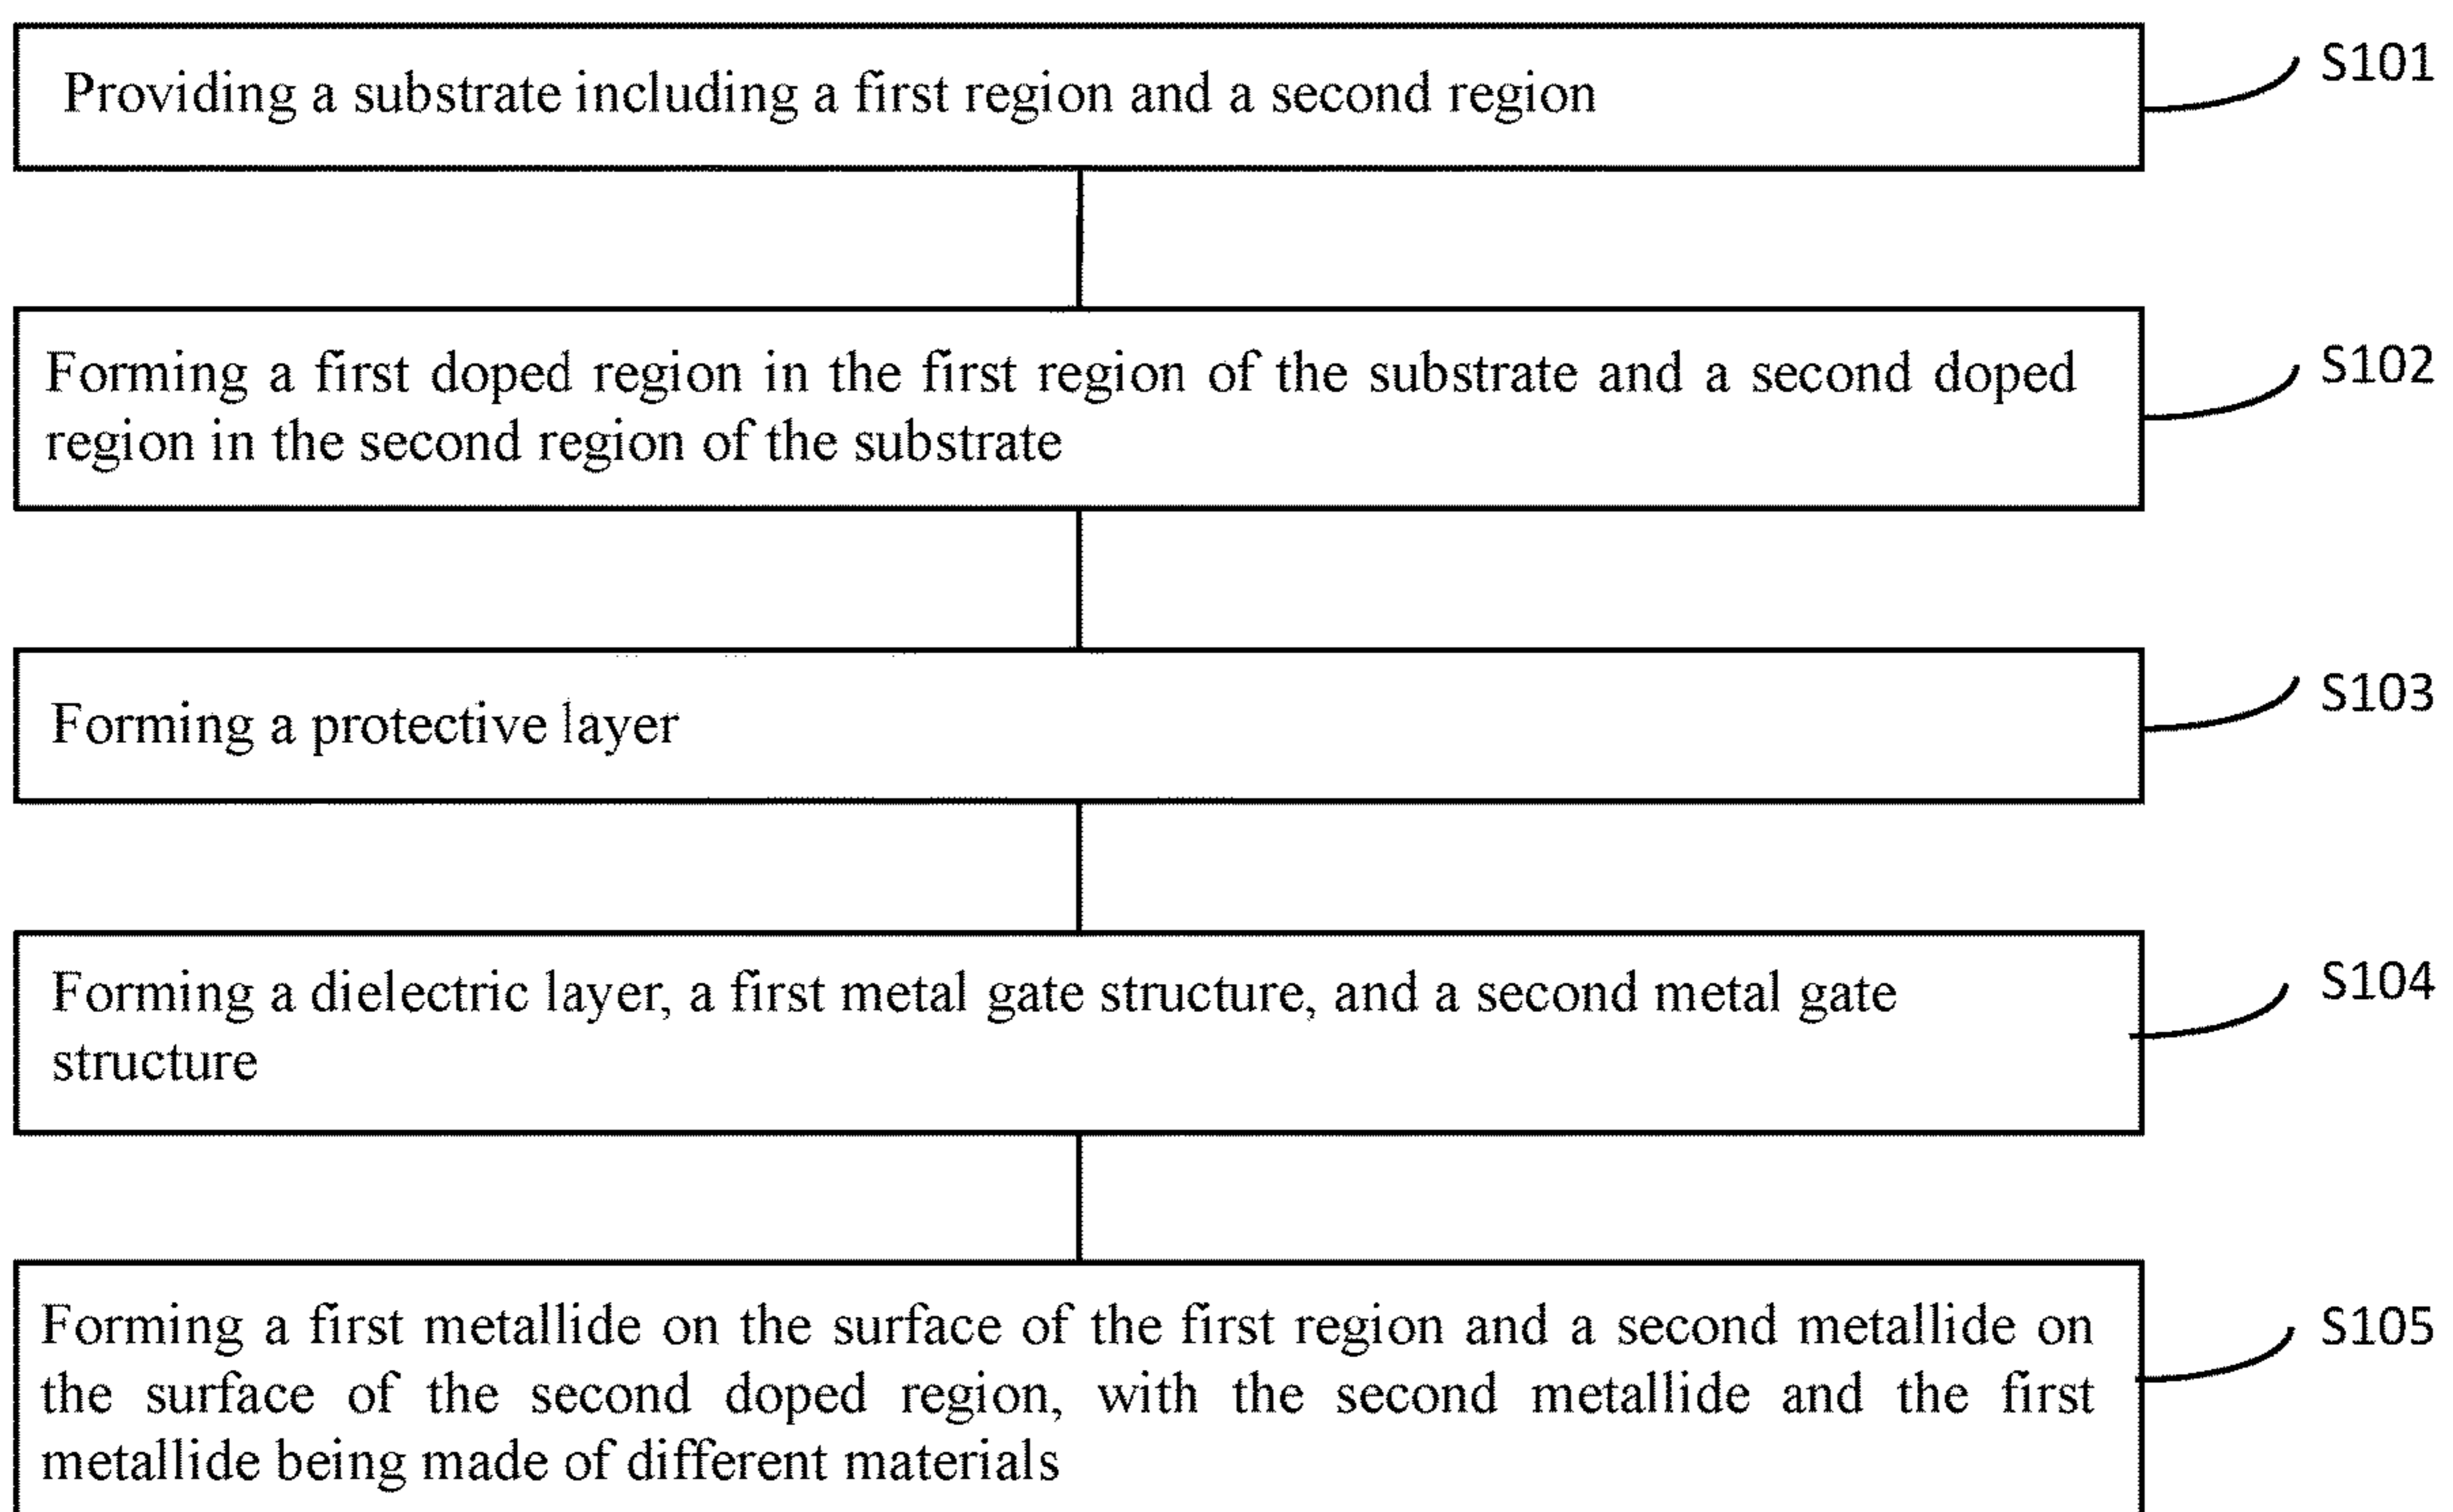 Providing a substrate including a first region and a second region
S101
Forming a first doped region in the first region of the substrate and a second doped
region in the second region of the substrate
S102
Forming a protective layer
S103
Forming a dielectric layer, a first metal gate structure, and a second metal gate
structure
S104
Forming a first metallide on the surface of the first region and a second metallide on
the surface of the second doped region, with the second metallide and the first
metallide being made of different materials
S105